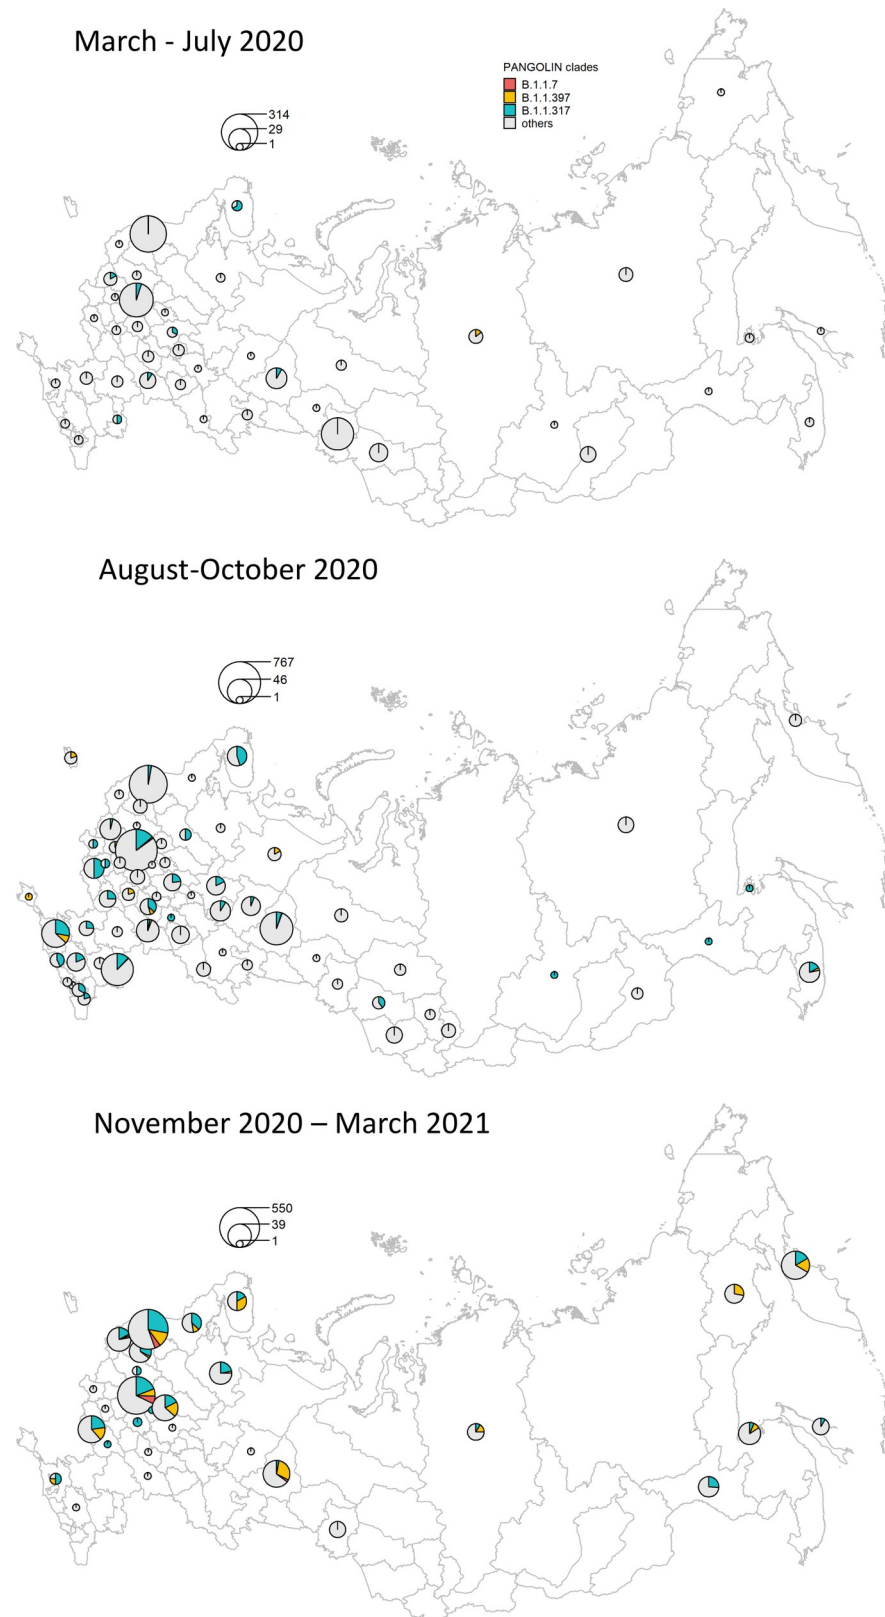 March - July 2020
PANGOLIN clades
B.1.1.7
B.1.1.397
B.1.1.317
others
314
29
1
August-October 2020
767
46
1
November 2020 – March 2021
550
39
1